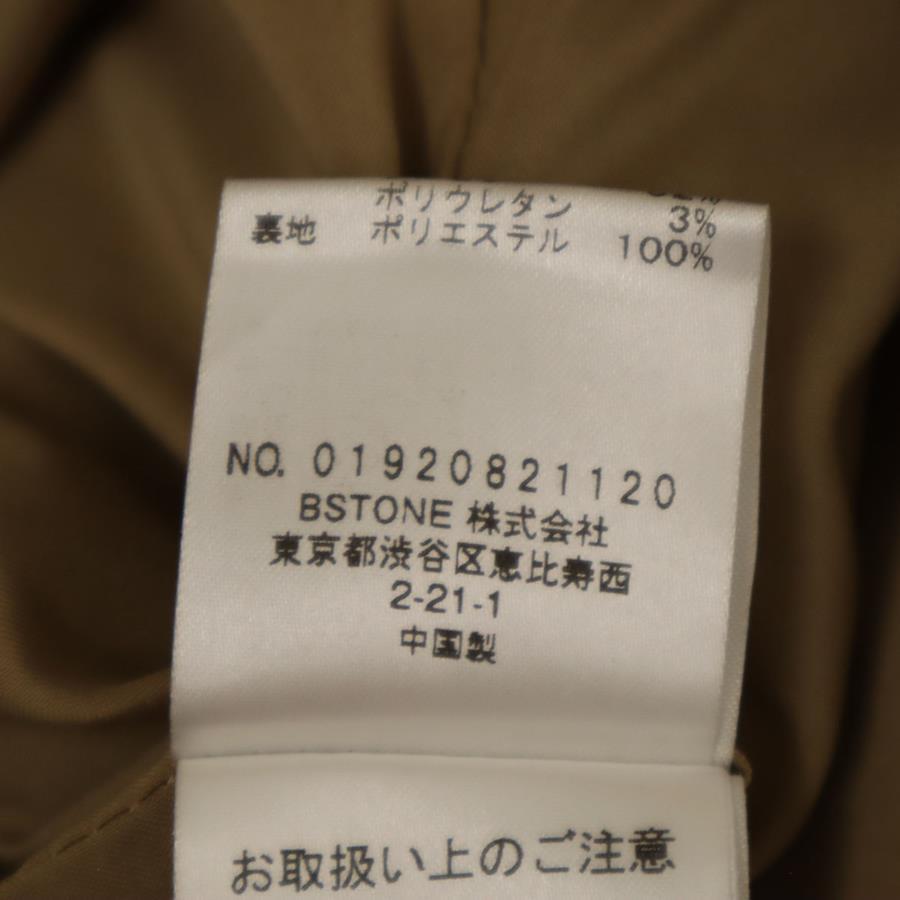 ポリウレタン 3%
裏地 ポリエステル 100%
NO. 01920821120
BSTONE 株式会社
東京都渋谷区恵比寿西
2-21-1
中国製
お取扱い上のご注意